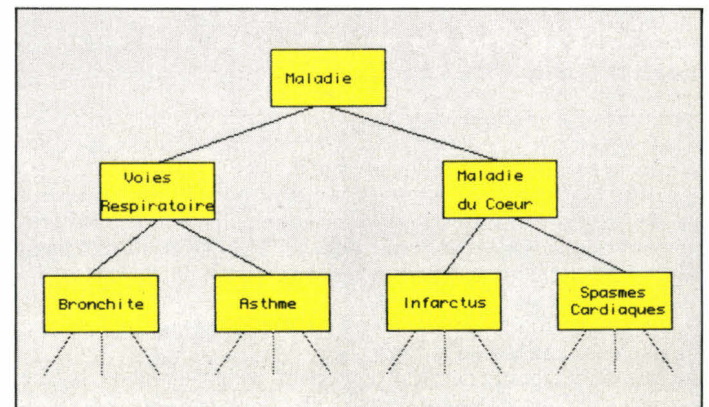 Maladie
Voies
Respiratoire
Maladie
du Coeur
Bronchite
Asthme
Infarctus
Spasmes
Cardiaques